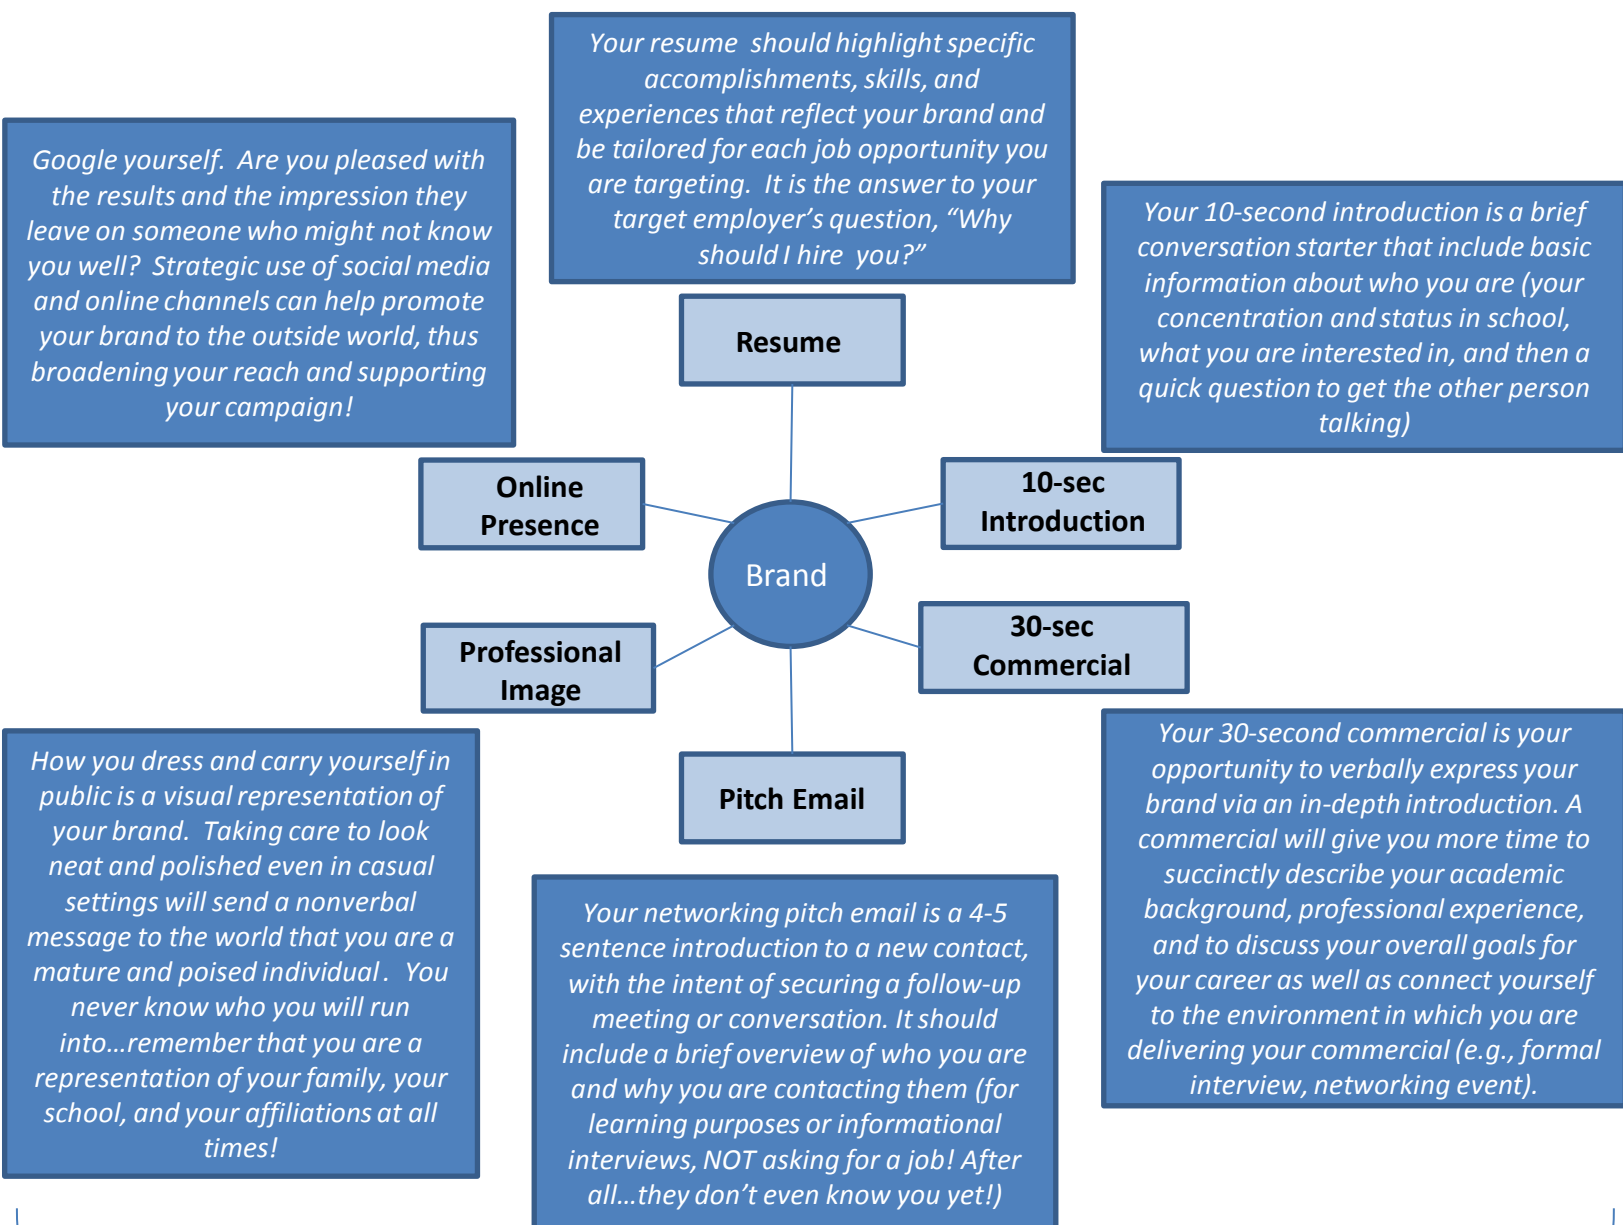 Your resume should highlight specific
accomplishments, skills, and
experiences that reflect your brand and
be tailored for each job opportunity you
are targeting. It is the answer to your
target employer's question, “Why
should I hire you?”
Google yourself. Are you pleased with
the results and the impression they
leave on someone who might not know
you well? Strategic use of social media
and online channels can help promote
your brand to the outside world, thus
broadening your reach and supporting
your campaign!
Your 10-second introduction is a brief
conversation starter that include basic
information about who you are (your
concentration and status in school,
what you are interested in, and then a
quick question to get the other person
talking)
Resume
Online
Presence
10-sec
Introduction
Brand
Professional
Image
30-sec
Commercial
Pitch Email
How you dress and carry yourself in
public is a visual representation of
your brand. Taking care to look
neat and polished even in casual
settings will send a nonverbal
message to the world that you are a
mature and poised individual . You
never know who you will run
into…remember that you are a
representation of your family, your
school, and your affiliations at all
times!
Your networking pitch email is a 4-5
sentence introduction to a new contact,
with the intent of securing a follow-up
meeting or conversation. It should
include a brief overview of who you are
and why you are contacting them (for
learning purposes or informational
interviews, NOT asking for a job! After
all…they don’t even know you yet!)
Your 30-second commercial is your
opportunity to verbally express your
brand via an in-depth introduction. A
commercial will give you more time to
succinctly describe your academic
background, professional experience,
and to discuss your overall goals for
your career as well as connect yourself
to the environment in which you are
delivering your commercial (e.g., formal
interview, networking event).